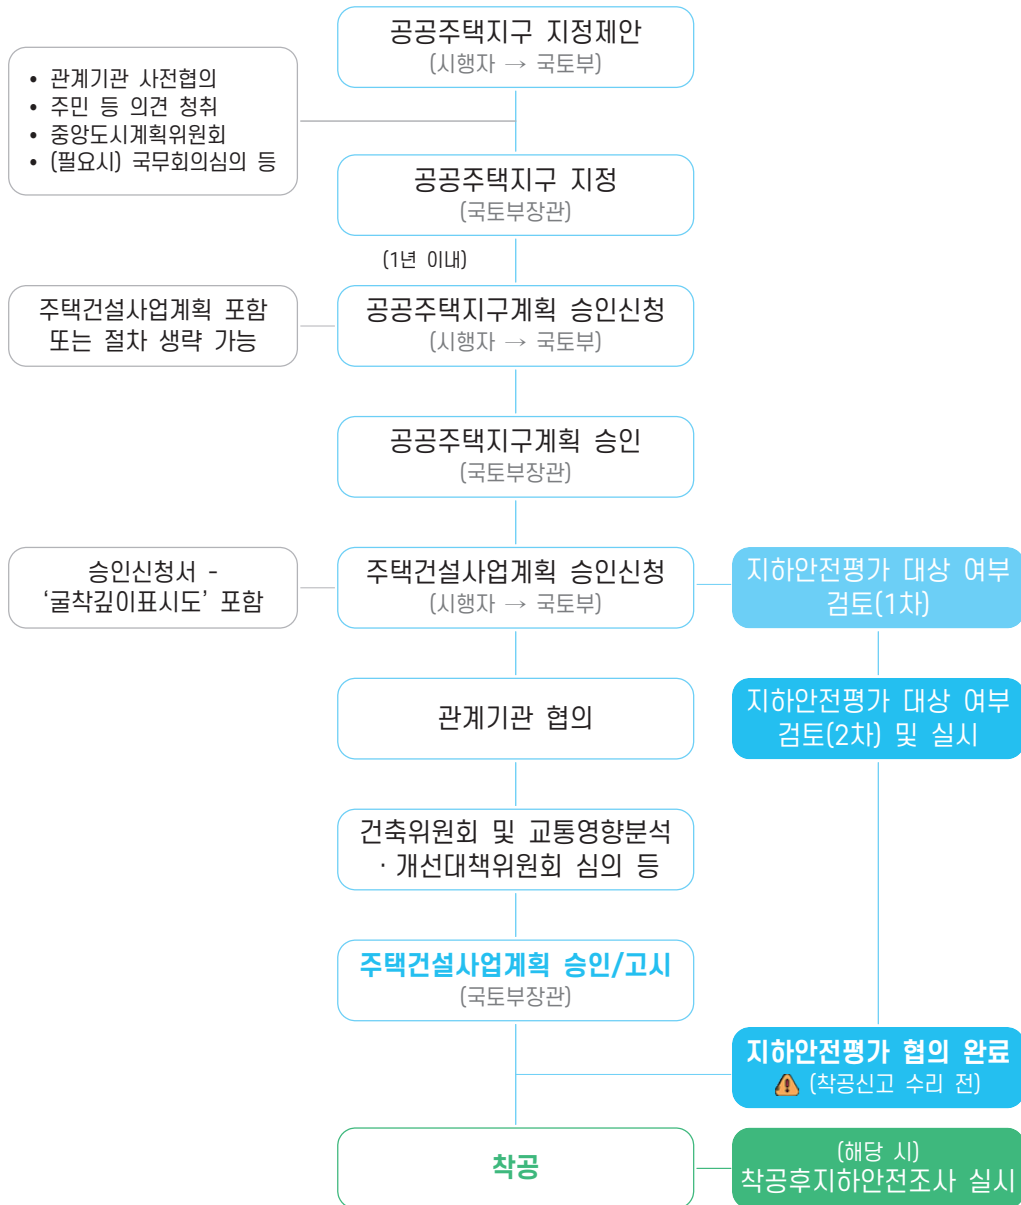 공공주택지구 지정제안
(시행자 → 국토부)
• 관계기관 사전협의
• 주민 등 의견 청취
• 중앙도시계획위원회
• (필요시) 국무회의심의 등
공공주택지구 지정
(국토부장관)
(1년 이내)
주택건설사업계획 포함
또는 절차 생략 가능
공공주택지구계획 승인신청
(시행자 → 국토부)
공공주택지구계획 승인
(국토부장관)
승인신청서 -
‘굴착깊이표시도’ 포함
주택건설사업계획 승인신청
(시행자 → 국토부)
지하안전평가 대상 여부
검토(1차)
관계기관 협의
지하안전평가 대상 여부
검토(2차) 및 실시
건축위원회 및 교통영향분석
· 개선대책위원회 심의 등
주택건설사업계획 승인/고시
(국토부장관)
지하안전평가 협의 완료
(착공신고 수리 전)
착공
(해당 시)
착공후지하안전조사 실시